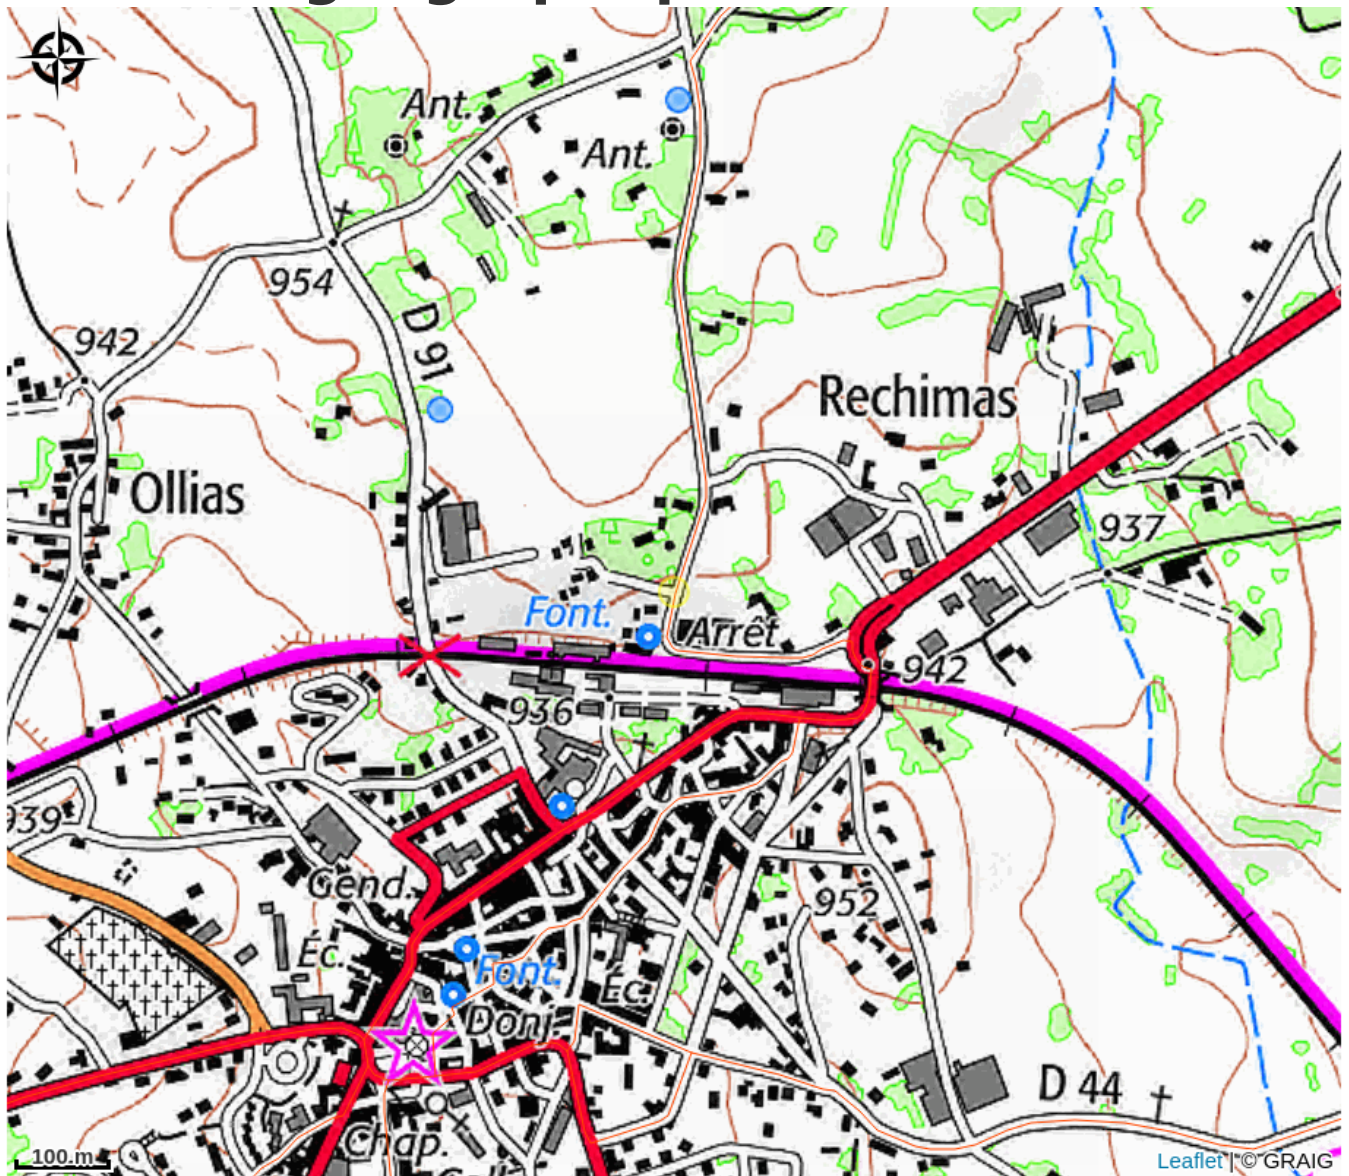 Ant.
Ant.
954
942
D 91
Rechimas
Ollias
937
Font.
Arrêt
942
936
939
Gend.
952
Éc.
Font.
Éc.
Donj.
D 44
Chap.
100 m
Leaflet | © GRAIG